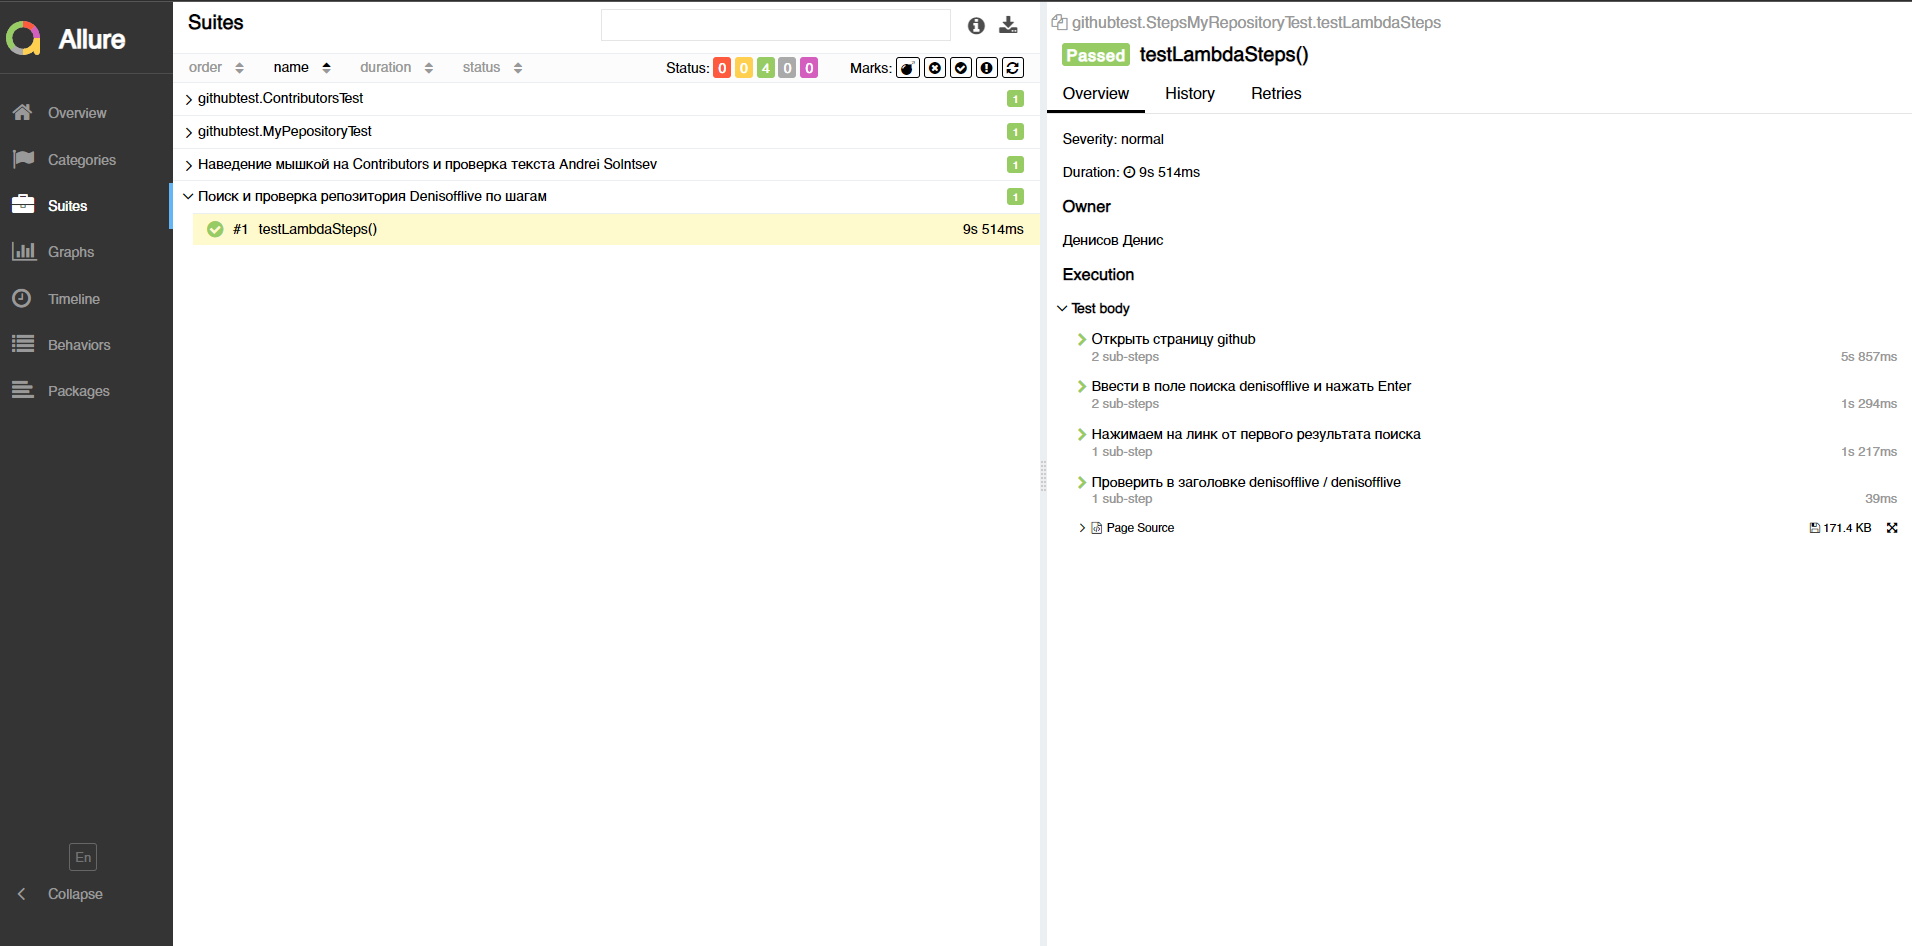 Allure
Overview
Categories
Suites
Graphs
Timeline
Behaviors
Packages
En
Collapse
Suites
order name duration status Status: 0 0 4 0 0 Marks:
githubtest.ContributorsTest 1
githubtest.MyPepositoryTest 1
Наведение мышкой на Contributors и проверка текста Andrei Solntsev 1
Поиск и проверка репозитория Denisofflive по шагам 1
#1 testLambdaSteps() 9s 514ms
githubtest.StepsMyRepositoryTest.testLambdaSteps
Passed testLambdaSteps()
Overview History Retries
Severity: normal
Duration: 9s 514ms
Owner
Денисов Денис
Execution
Test body
Открыть страницу github
2 sub-steps 5s 857ms
Ввести в поле поиска denisofflive и нажать Enter
2 sub-steps 1s 294ms
Нажимаем на линк от первого результата поиска
1 sub-step 1s 217ms
Проверить в заголовке denisofflive / denisofflive
1 sub-step 39ms
Page Source 171.4 KB